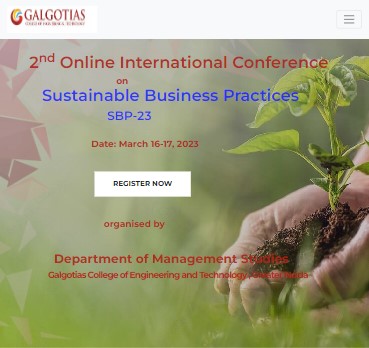 GALGOTIAS
2nd Online International Conference
on
Sustainable Business Practices
SBP-23
Date: March 16-17, 2023
REGISTER NOW
organised by
Department of Management Studies
Galgotias College of Engineering and Technology, Greater Noida